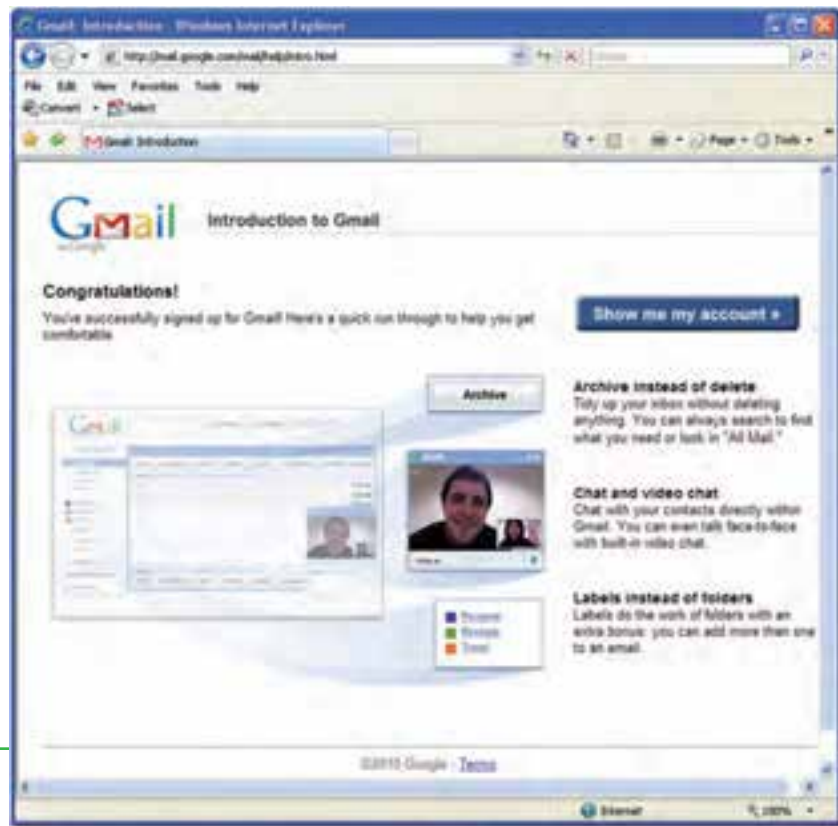 Gmail: Introduction - Windows Internet Explorer
http://mail.google.com/mail/help/intro.html
File Edit View Favorites Tools Help
Convert Select
Gmail: Introduction
Page Tools
Gmail Introduction to Gmail
by Google
Congratulations!
You've successfully signed up for Gmail! Here's a quick run through to help you get
comfortable
Show me my account »
Archive
Archive instead of delete
Tidy up your inbox without deleting
anything. You can always search to find
what you need or look in "All Mail."
Gmail
Chat and video chat
Chat with your contacts directly within
Gmail. You can even talk face-to-face
with built-in video chat.
Labels instead of folders
Labels do the work of folders with an
extra bonus: you can add more than one
to an email.
Personal
Receipts
Travel
©2010 Google - Terms
Internet 100%